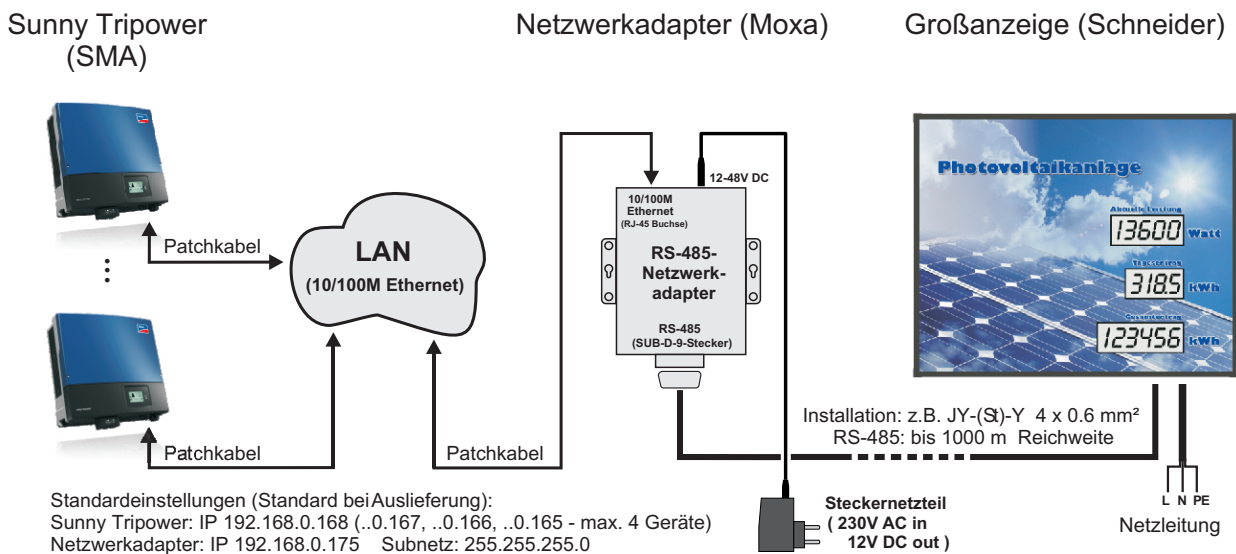 Sunny Tripower
(SMA)
Netzwerkadapter (Moxa)
Großanzeige (Schneider)
12-48V DC
10/100M
Ethernet
(RJ-45 Buchse)
RS-485-
Netzwerk-
adapter
RS-485
(SUB-D-9-Stecker)
Photovoltaikanlage
Aktuelle Leistung
13600 Watt
Tagesertrag
318.5 kWh
Gesamtertrag
123456 kWh
Patchkabel
LAN
(10/100M Ethernet)
Patchkabel
Patchkabel
Installation: z.B. JY-(St)-Y 4 x 0.6 mm²
RS-485: bis 1000 m Reichweite
L N PE
Netzleitung
Steckernetzteil
( 230V AC in
12V DC out )
Standardeinstellungen (Standard bei Auslieferung):
Sunny Tripower: IP 192.168.0.168 (..0.167, ..0.166, ..0.165 - max. 4 Geräte)
Netzwerkadapter: IP 192.168.0.175 Subnetz: 255.255.255.0